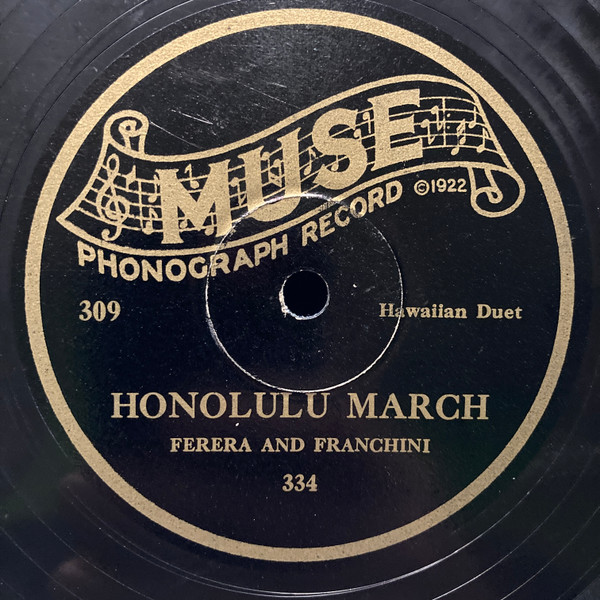 MUSE
PHONOGRAPH RECORD ©1922
309
Hawaiian Duet
HONOLULU MARCH
FERERA AND FRANCHINI
334